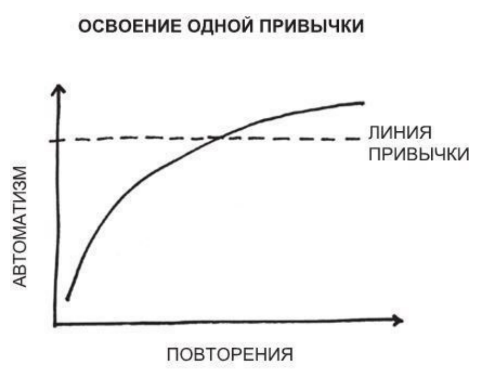 ОСВОЕНИЕ ОДНОЙ ПРИВЫЧКИ
ЛИНИЯ
ПРИВЫЧКИ
АВТОМАТИЗМ
ПОВТОРЕНИЯ